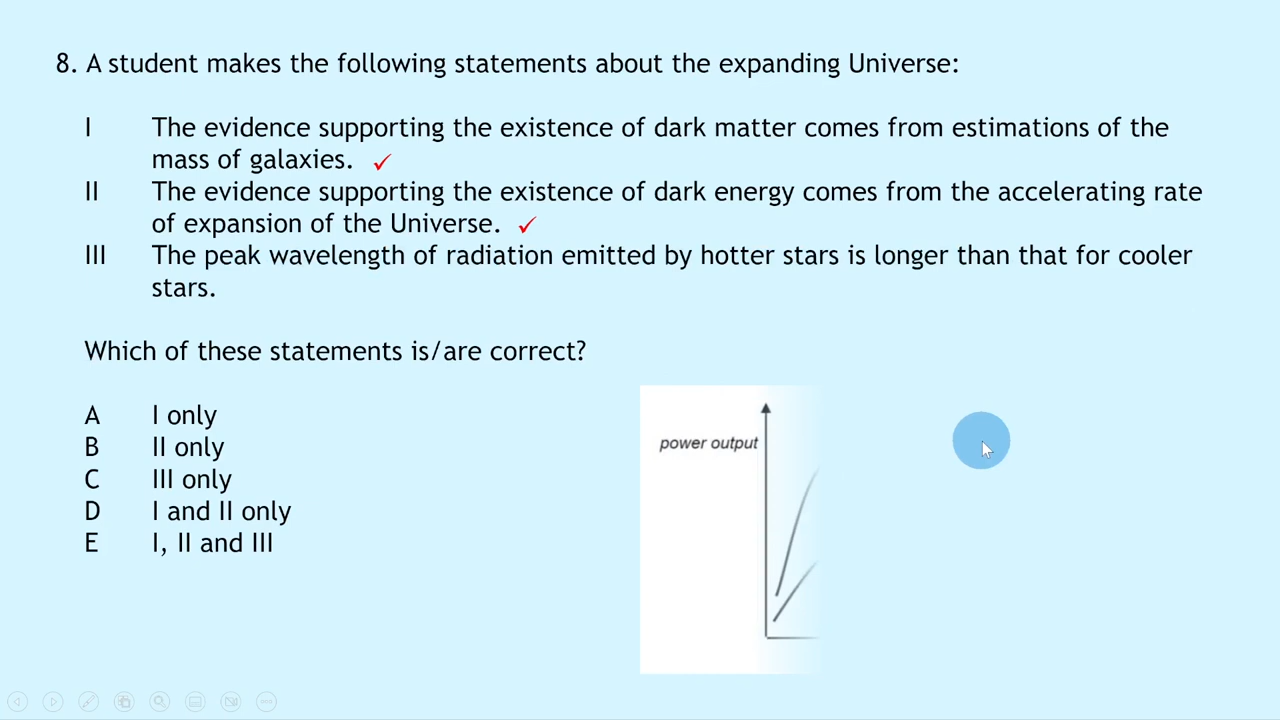 8. A student makes the following statements about the expanding Universe:
I The evidence supporting the existence of dark matter comes from estimations of the
mass of galaxies. ✓
II The evidence supporting the existence of dark energy comes from the accelerating rate
of expansion of the Universe. ✓
III The peak wavelength of radiation emitted by hotter stars is longer than that for cooler
stars.
Which of these statements is/are correct?
A I only
B II only
C III only
D I and II only
E I, II and III
power output